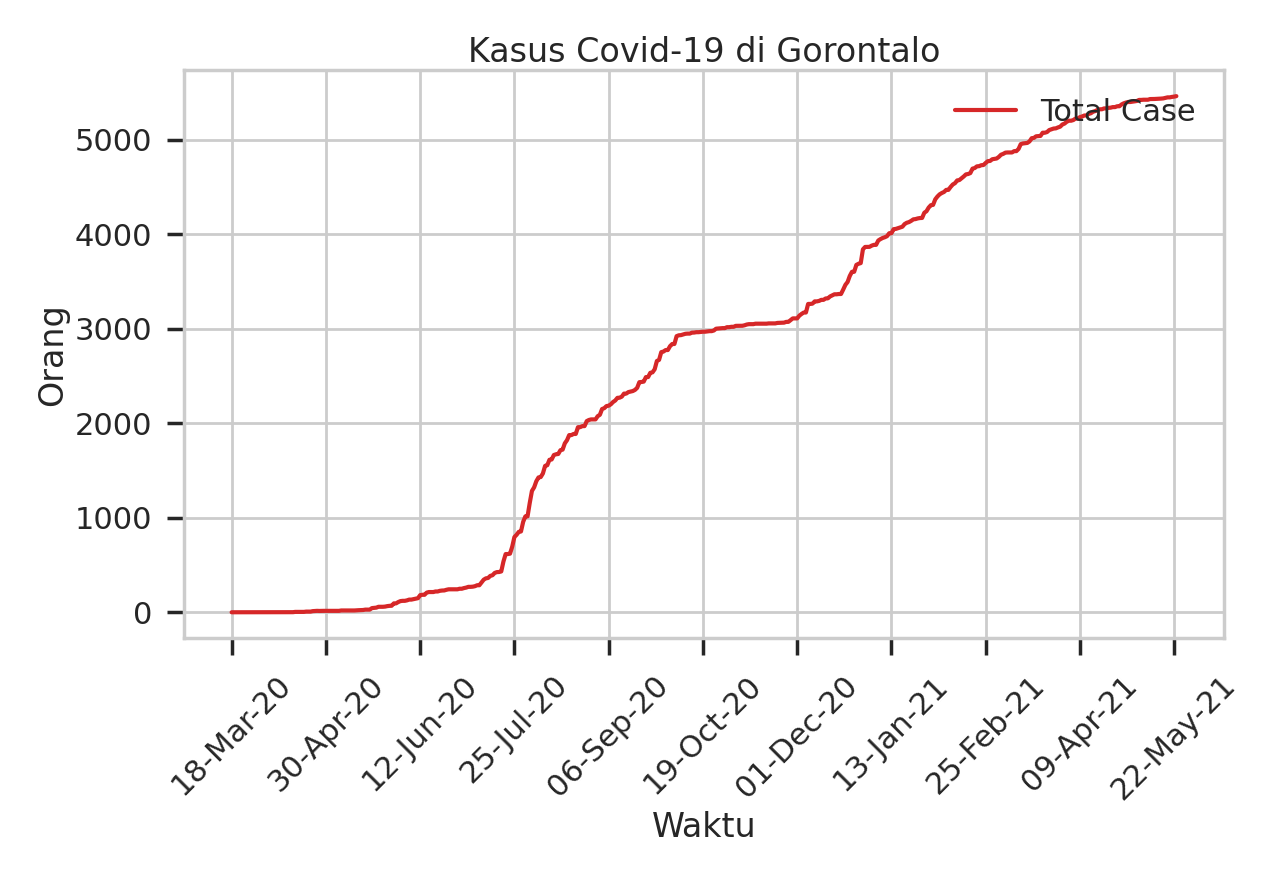 Kasus Covid-19 di Gorontalo
Total Case
Orang
5000
4000
3000
2000
1000
0
18-Mar-20
30-Apr-20
12-Jun-20
25-Jul-20
06-Sep-20
19-Oct-20
01-Dec-20
13-Jan-21
25-Feb-21
09-Apr-21
22-May-21
Waktu